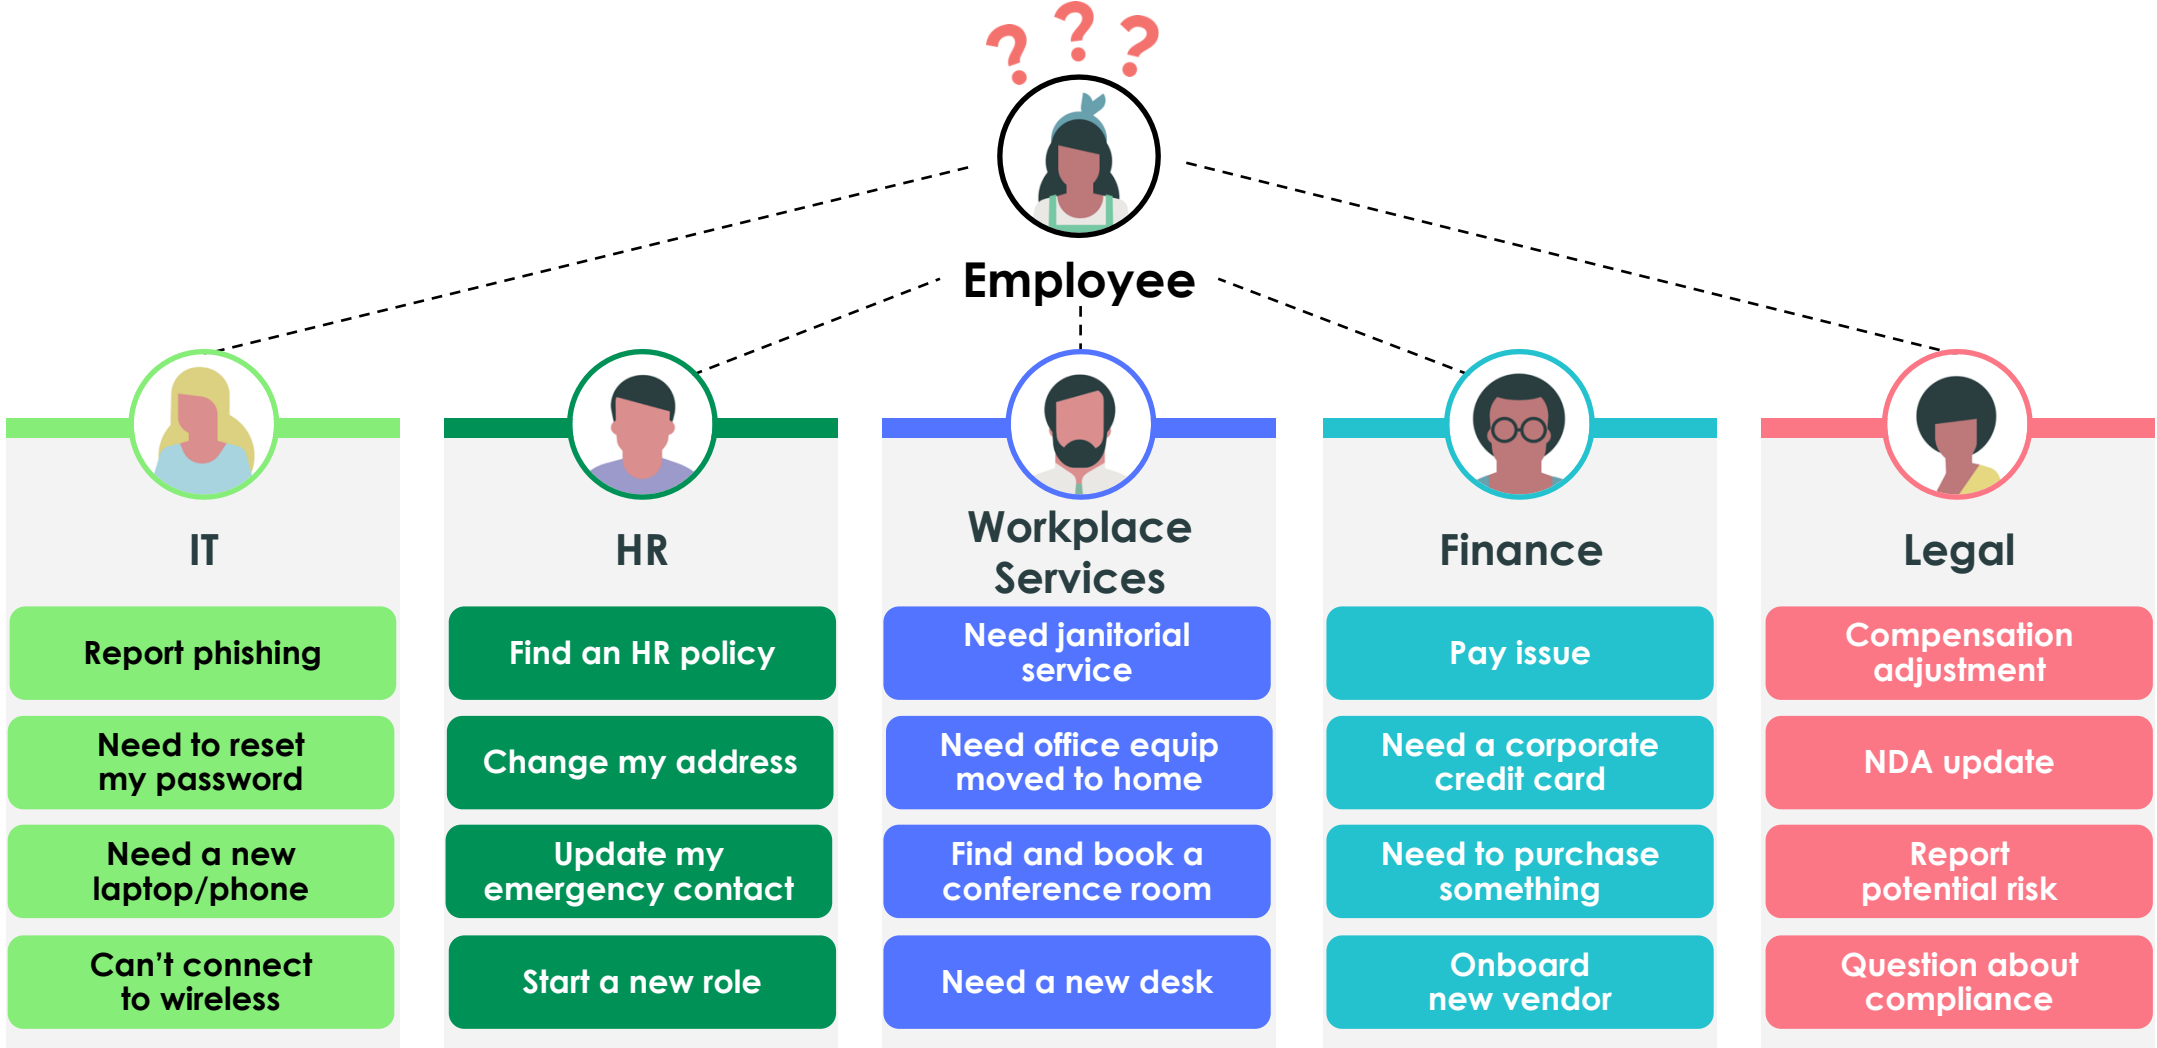 ? ? ?
Employee
IT
Report phishing
Need to reset
my password
Need a new
laptop/phone
Can’t connect
to wireless
HR
Find an HR policy
Change my address
Update my
emergency contact
Start a new role
Workplace
Services
Need janitorial
service
Need office equip
moved to home
Find and book a
conference room
Need a new desk
Finance
Pay issue
Need a corporate
credit card
Need to purchase
something
Onboard
new vendor
Legal
Compensation
adjustment
NDA update
Report
potential risk
Question about
compliance